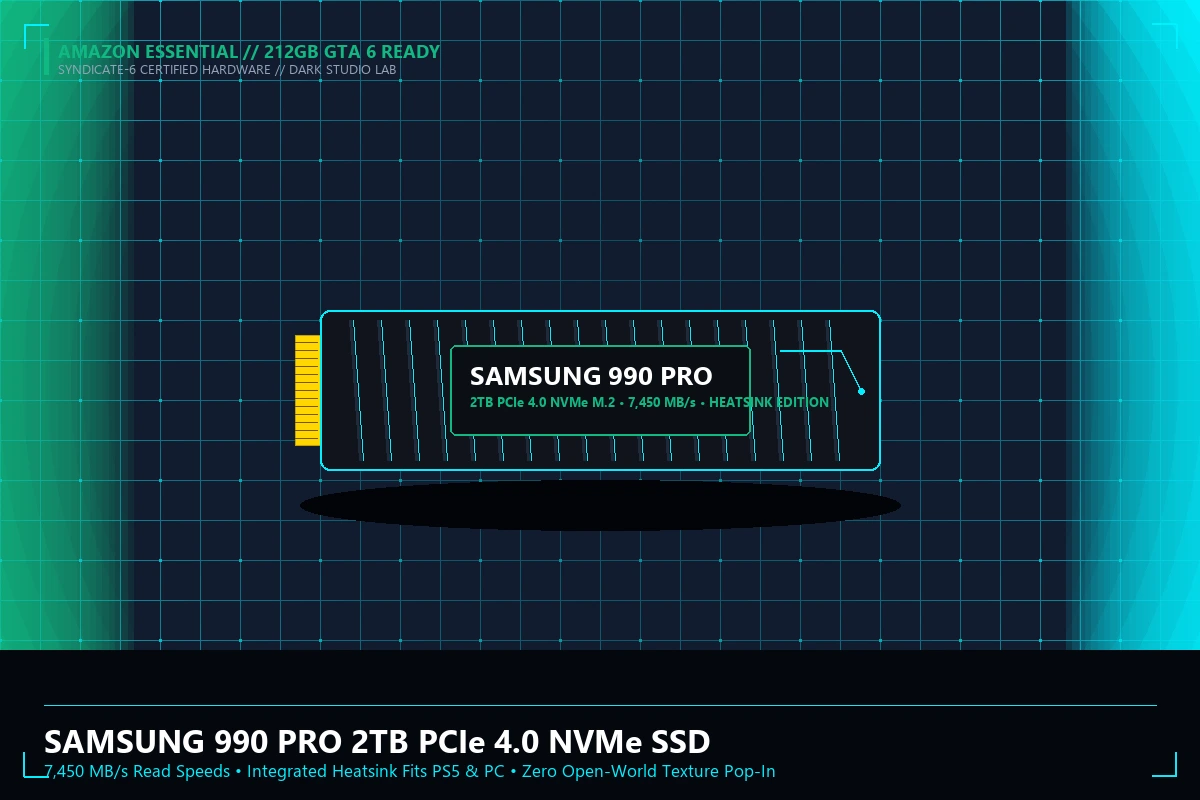 AMAZON ESSENTIAL // 212GB GTA 6 READY
SYNDICATE-6 CERTIFIED HARDWARE // DARK STUDIO LAB
SAMSUNG 990 PRO
2TB PCIe 4.0 NVMe M.2 • 7,450 MB/s • HEATSINK EDITION
SAMSUNG 990 PRO 2TB PCIe 4.0 NVMe SSD
7,450 MB/s Read Speeds • Integrated Heatsink Fits PS5 & PC • Zero Open-World Texture Pop-In